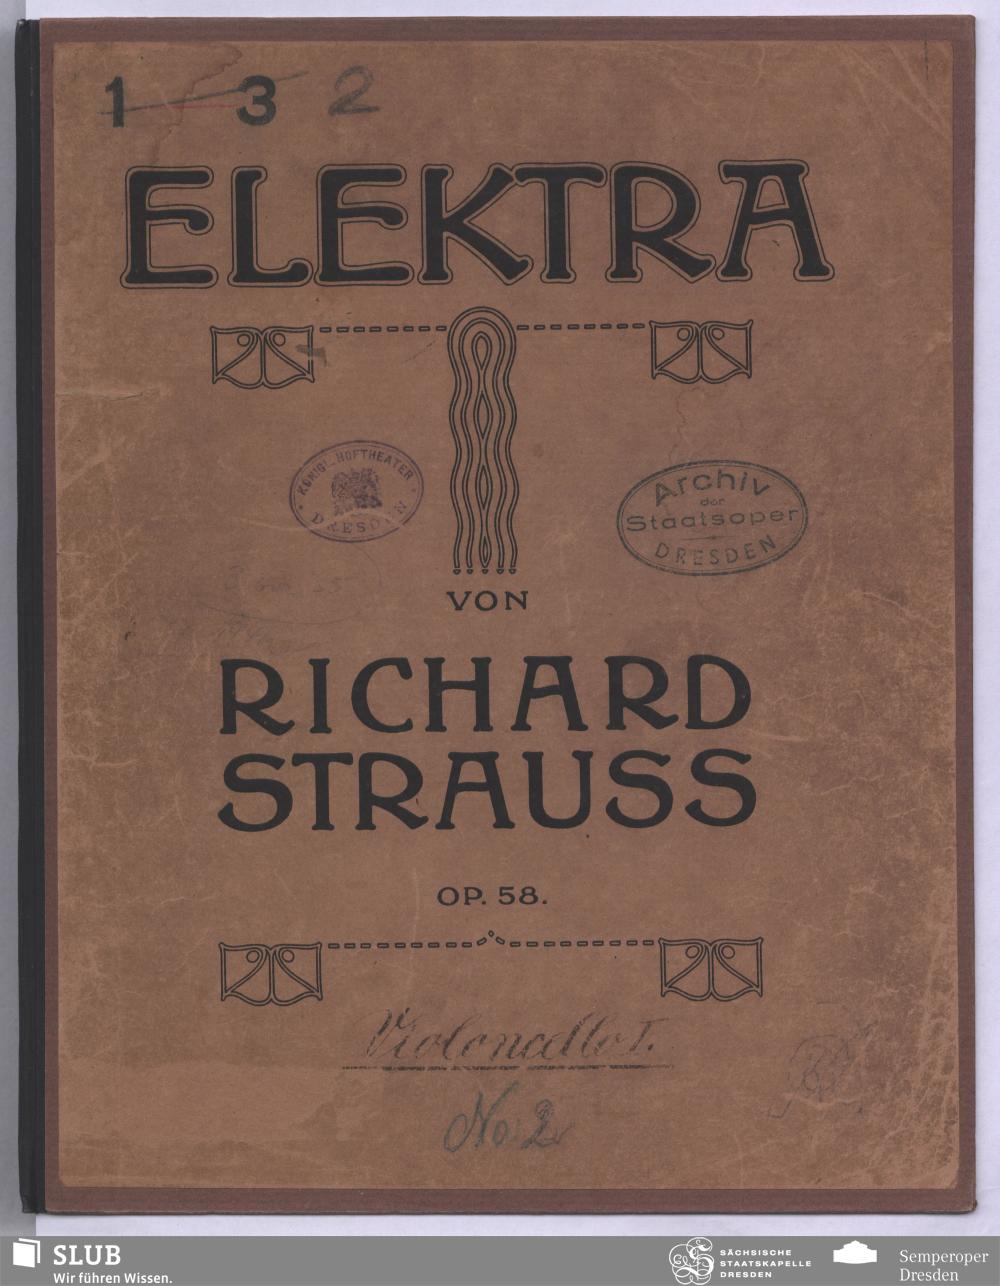 1 3 2
ELEKTRA
KÖNIGL. HOFTHEATER
DRESDEN
Archiv
der
Staatsoper
DRESDEN
VON
RICHARD
STRAUSS
OP. 58.
Violoncello I.
No. 2
SLUB
Wir führen Wissen.
SÄCHSISCHE
STAATSKAPELLE
DRESDEN
Semperoper
Dresden